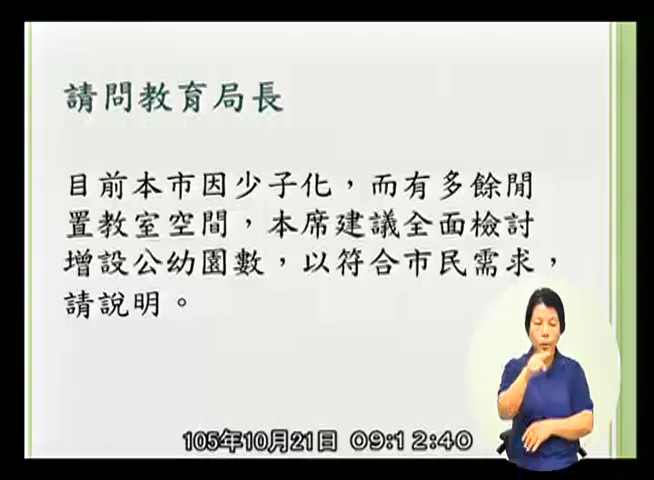 請問教育局長
目前本市因少子化，而有多餘閒
置教室空間，本席建議全面檢討
增設公幼園數，以符合市民需求，
請說明。
105年10月21日 09:12:40